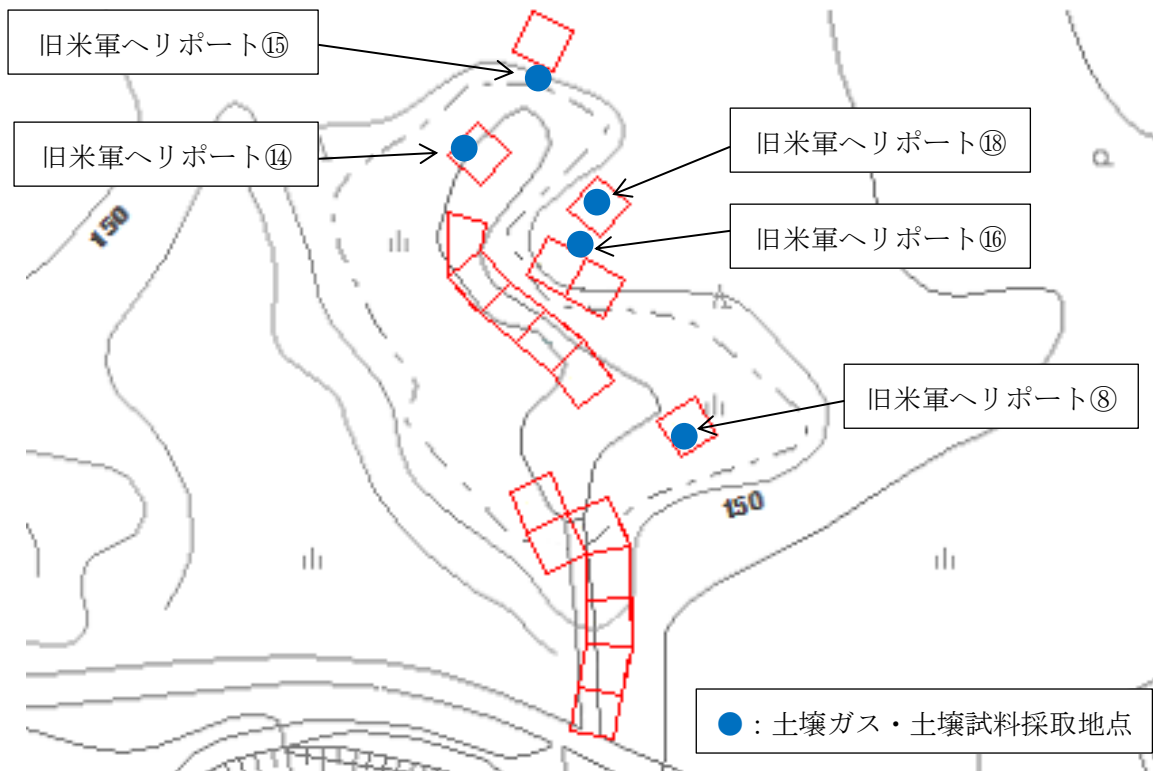 旧米軍ヘリポート⑮
旧米軍ヘリポート⑭
旧米軍ヘリポート⑱
旧米軍ヘリポート⑯
150
旧米軍ヘリポート⑧
150
●：土壌ガス・土壌試料採取地点